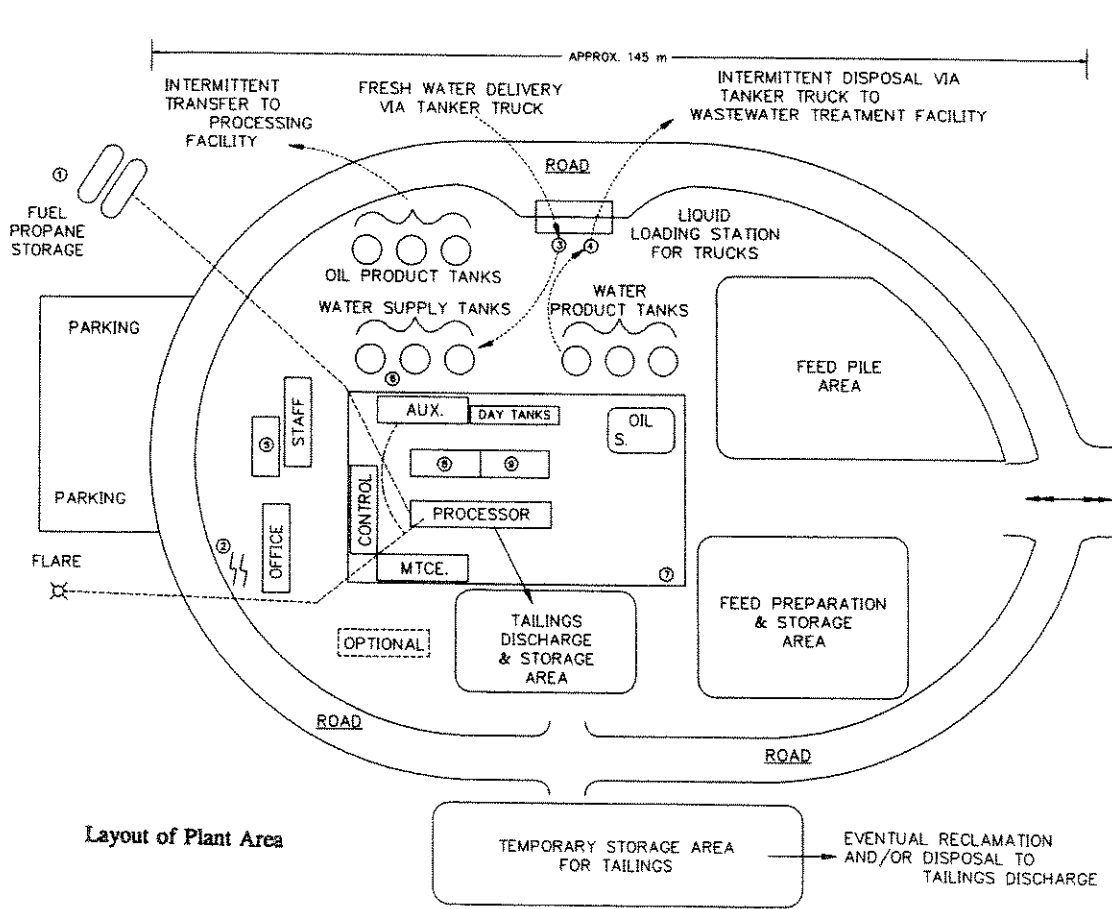 APPROX. 145 m
INTERMITTENT
TRANSFER TO
PROCESSING
FACILITY
FRESH WATER DELIVERY
VIA TANKER TRUCK
INTERMITTENT DISPOSAL VIA
TANKER TRUCK TO
WASTEWATER TREATMENT FACILITY
ROAD
①
FUEL
PROPANE
STORAGE
③
④
LIQUID
LOADING STATION
FOR TRUCKS
OIL PRODUCT TANKS
WATER SUPPLY TANKS
WATER
PRODUCT TANKS
PARKING
FEED PILE
AREA
⑥
AUX.
DAY TANKS
OIL
S.
STAFF
⑤
⑧
⑨
CONTROL
PROCESSOR
PARKING
OFFICE
②
FLARE
MTCE.
⑦
TAILINGS
DISCHARGE
& STORAGE
AREA
FEED PREPARATION
& STORAGE
AREA
OPTIONAL
ROAD
ROAD
Layout of Plant Area
TEMPORARY STORAGE AREA
FOR TAILINGS
EVENTUAL RECLAMATION
AND/OR DISPOSAL TO
TAILINGS DISCHARGE